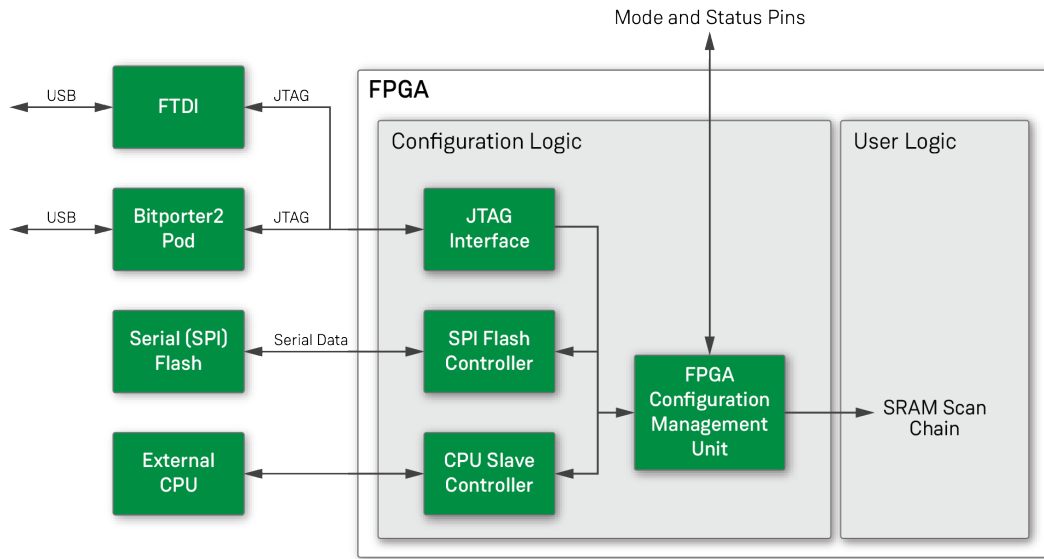 Mode and Status Pins
FPGA
USB
FTDI
JTAG
Configuration Logic
User Logic
USB
Bitporter2
Pod
JTAG
JTAG
Interface
Serial (SPI)
Flash
Serial Data
SPI Flash
Controller
FPGA
Configuration
Management
Unit
SRAM Scan
Chain
External
CPU
CPU Slave
Controller